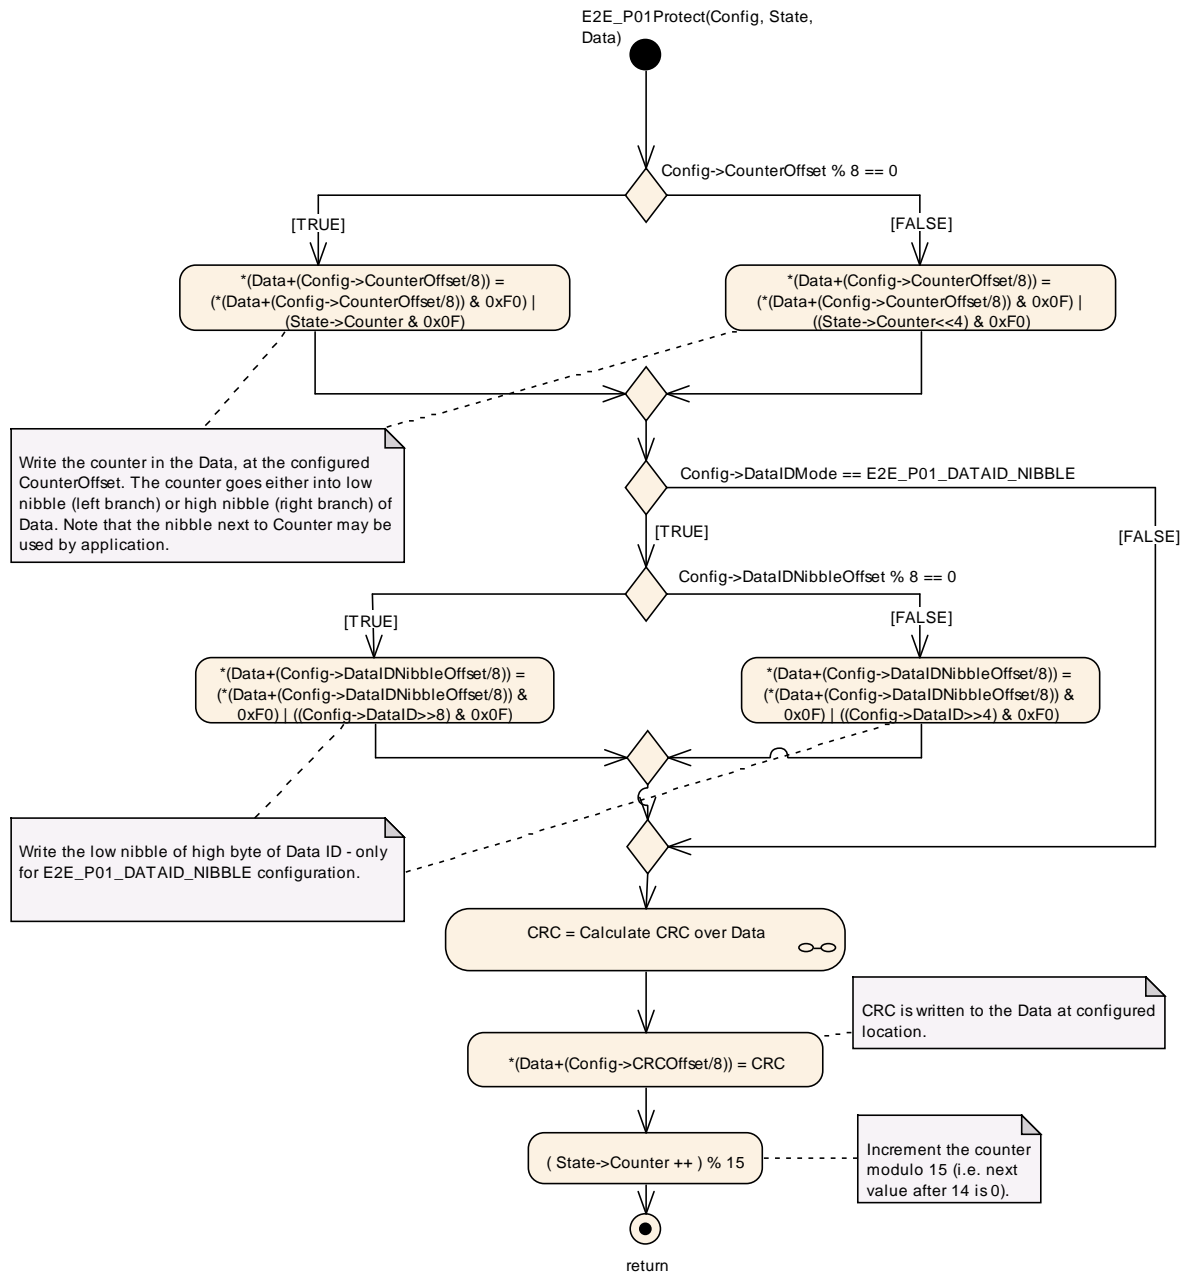 E2E_P01Protect(Config, State,
Data)
Config->CounterOffset % 8 == 0
[TRUE]
[FALSE]
*(Data+(Config->CounterOffset/8)) =
(*(Data+(Config->CounterOffset/8)) & 0xF0) |
(State->Counter & 0x0F)
*(Data+(Config->CounterOffset/8)) =
(*(Data+(Config->CounterOffset/8)) & 0x0F) |
((State->Counter<<4) & 0xF0)
Write the counter in the Data, at the configured
CounterOffset. The counter goes either into low
nibble (left branch) or high nibble (right branch) of
Data. Note that the nibble next to Counter may be
used by application.
Config->DataIDMode == E2E_P01_DATAID_NIBBLE
[TRUE]
[FALSE]
Config->DataIDNibbleOffset % 8 == 0
[TRUE]
[FALSE]
*(Data+(Config->DataIDNibbleOffset/8)) =
(*(Data+(Config->DataIDNibbleOffset/8)) &
0xF0) | ((Config->DataID>>8) & 0x0F)
*(Data+(Config->DataIDNibbleOffset/8)) =
(*(Data+(Config->DataIDNibbleOffset/8)) &
0x0F) | ((Config->DataID>>4) & 0xF0)
Write the low nibble of high byte of Data ID - only
for E2E_P01_DATAID_NIBBLE configuration.
CRC = Calculate CRC over Data
CRC is written to the Data at configured
location.
*(Data+(Config->CRCOffset/8)) = CRC
( State->Counter ++ ) % 15
Increment the counter
modulo 15 (i.e. next
value after 14 is 0).
return